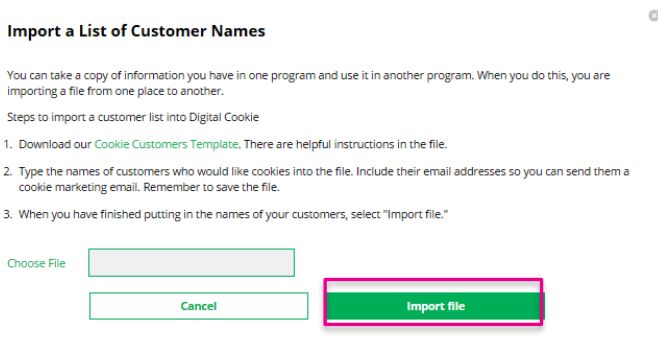 Import a List of Customer Names
You can take a copy of information you have in one program and use it in another program. When you do this, you are
importing a file from one place to another.
Steps to import a customer list into Digital Cookie
1. Download our Cookie Customers Template. There are helpful instructions in the file.
2. Type the names of customers who would like cookies into the file. Include their email addresses so you can send them a
cookie marketing email. Remember to save the file.
3. When you have finished putting in the names of your customers, select "Import file."
Choose File
Cancel Import file